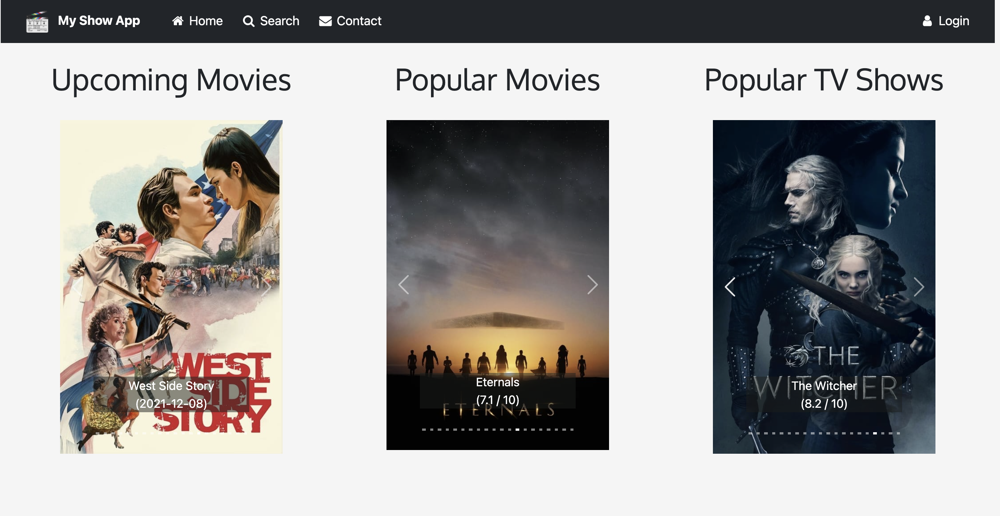 My Show App
Home
Search
Contact
Login
Upcoming Movies
Popular Movies
Popular TV Shows
WEST
SIDE
STORY
West Side Story
(2021-12-08)
Eternals
(7.1 / 10)
ETERNALS
THE
WITCHER
The Witcher
(8.2 / 10)